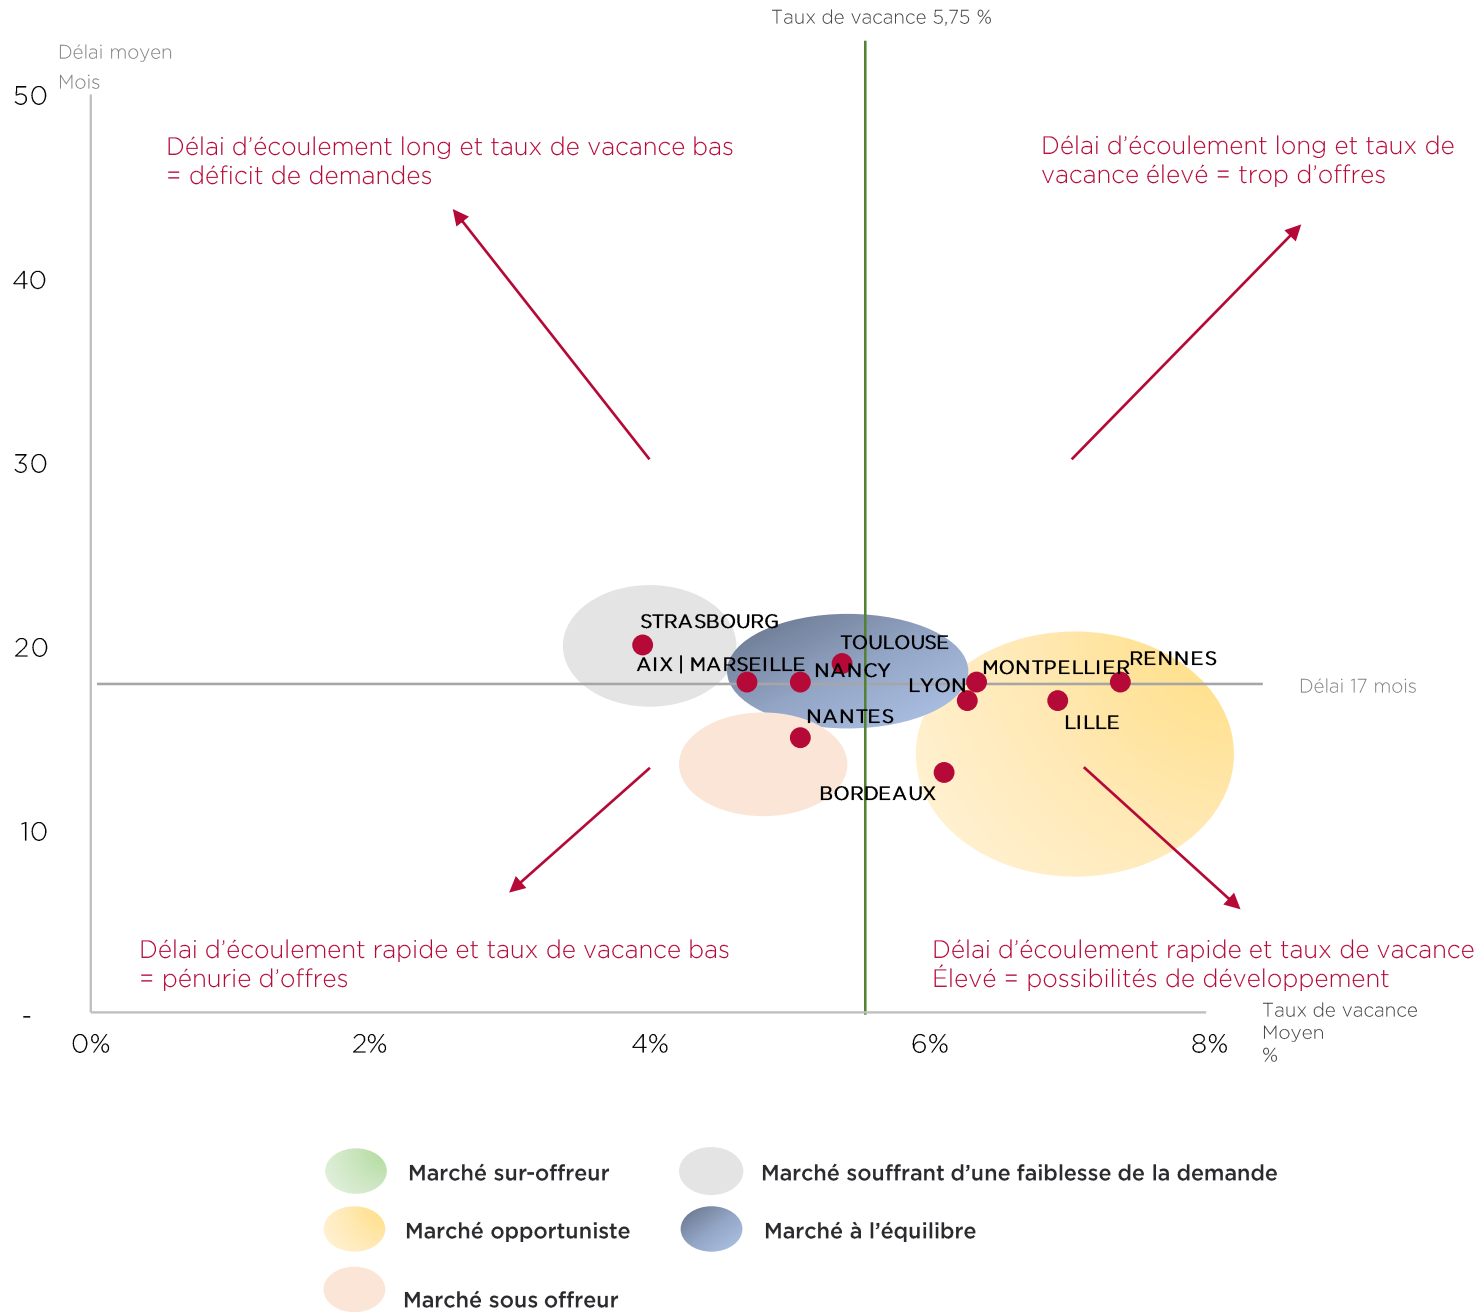 Taux de vacance 5,75 %
Délai moyen
Mois
50
Délai d'écoulement long et taux de vacance bas
= déficit de demandes
Délai d'écoulement long et taux de
vacance élevé = trop d'offres
40
30
20
STRASBOURG
TOULOUSE
AIX | MARSEILLE
NANCY
MONTPELLIER
RENNES
LYON
Délai 17 mois
NANTES
LILLE
BORDEAUX
10
Délai d'écoulement rapide et taux de vacance bas
= pénurie d'offres
Délai d'écoulement rapide et taux de vacance
Élevé = possibilités de développement
-
0%
2%
4%
6%
8%
Taux de vacance
Moyen
%
Marché sur-offreur
Marché souffrant d'une faiblesse de la demande
Marché opportuniste
Marché à l'équilibre
Marché sous offreur